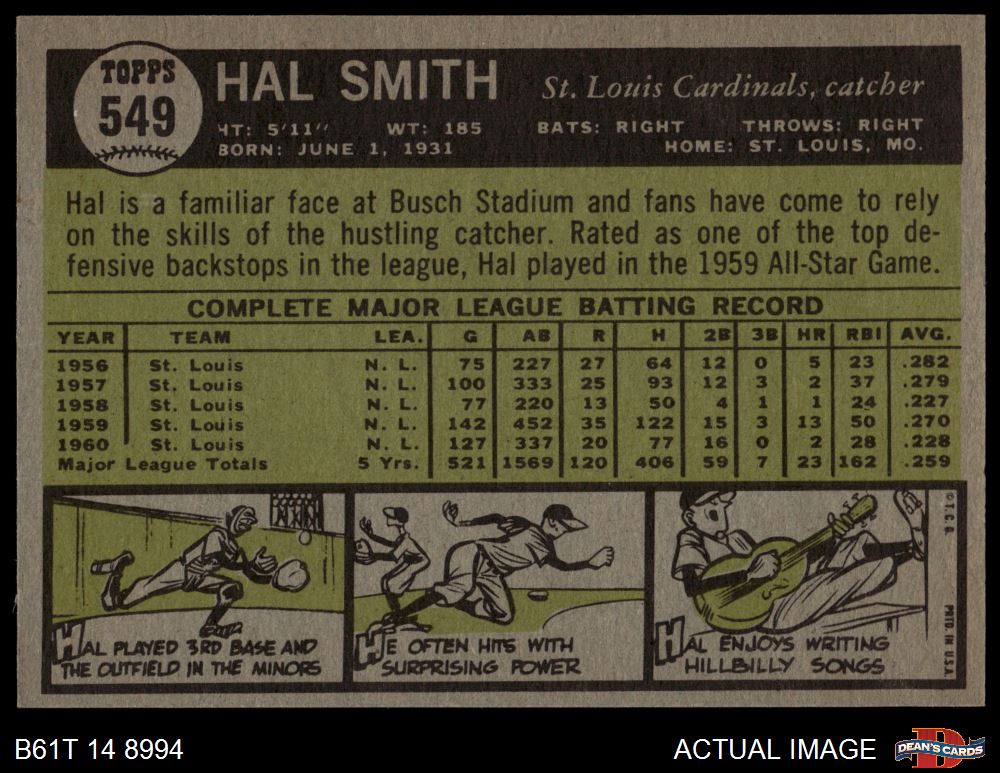 TOPPS
549
HAL SMITH
St. Louis Cardinals, catcher
HT: 5'11" WT: 185 BATS: RIGHT THROWS: RIGHT
BORN: JUNE 1, 1931 HOME: ST. LOUIS, MO.
Hal is a familiar face at Busch Stadium and fans have come to rely
on the skills of the hustling catcher. Rated as one of the top de-
fensive backstops in the league, Hal played in the 1959 All-Star Game.
COMPLETE MAJOR LEAGUE BATTING RECORD
YEAR TEAM LEA. G AB R H 2B 3B HR RBI AVG.
1956 St. Louis N. L. 75 227 27 64 12 0 5 23 .282
1957 St. Louis N. L. 100 333 25 93 12 3 2 37 .279
1958 St. Louis N. L. 77 220 13 50 4 1 1 24 .227
1959 St. Louis N. L. 142 452 35 122 15 3 13 50 .270
1960 St. Louis N. L. 127 337 20 77 16 0 2 28 .228
Major League Totals 5 Yrs. 521 1569 120 406 59 7 23 162 .259
HAL PLAYED 3RD BASE AND
THE OUTFIELD IN THE MINORS
HE OFTEN HITS WITH
SURPRISING POWER
HAL ENJOYS WRITING
HILLBILLY SONGS
© T.C.G.
PRTD. IN U.S.A.
B61T 14 8994
ACTUAL IMAGE
D
DEAN'S CARDS